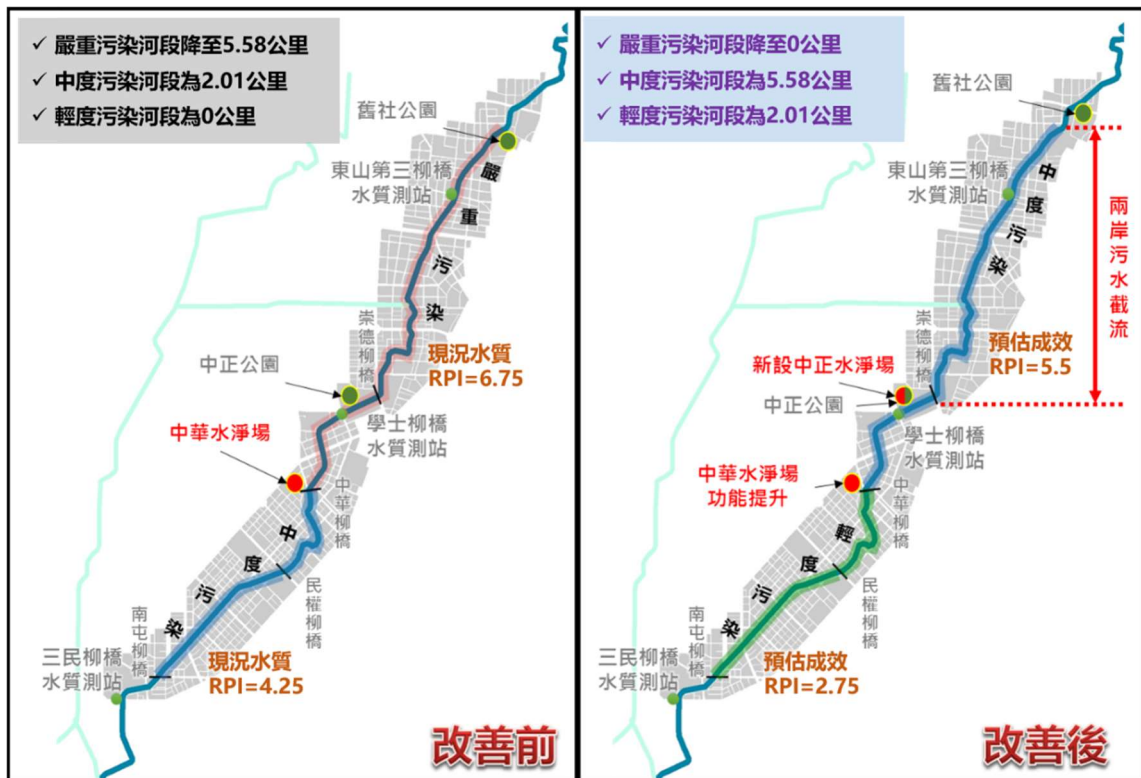 ✓ 嚴重污染河段降至5.58公里
✓ 中度污染河段為2.01公里
✓ 輕度污染河段為0公里
舊社公園
東山第三柳橋
水質測站
嚴重污染
崇德柳橋
現況水質
RPI=6.75
中正公園
學士柳橋
水質測站
中華水淨場
中華柳橋
中度污染
民權柳橋
南屯柳橋
三民柳橋
水質測站
現況水質
RPI=4.25
改善前
✓ 嚴重污染河段降至0公里
✓ 中度污染河段為5.58公里
✓ 輕度污染河段為2.01公里
舊社公園
東山第三柳橋
水質測站
中度污染
兩岸污水截流
崇德柳橋
預估成效
RPI=5.5
新設中正水淨場
中正公園
學士柳橋
水質測站
中華水淨場
功能提升
中華柳橋
輕度污染
民權柳橋
南屯柳橋
三民柳橋
水質測站
預估成效
RPI=2.75
改善後